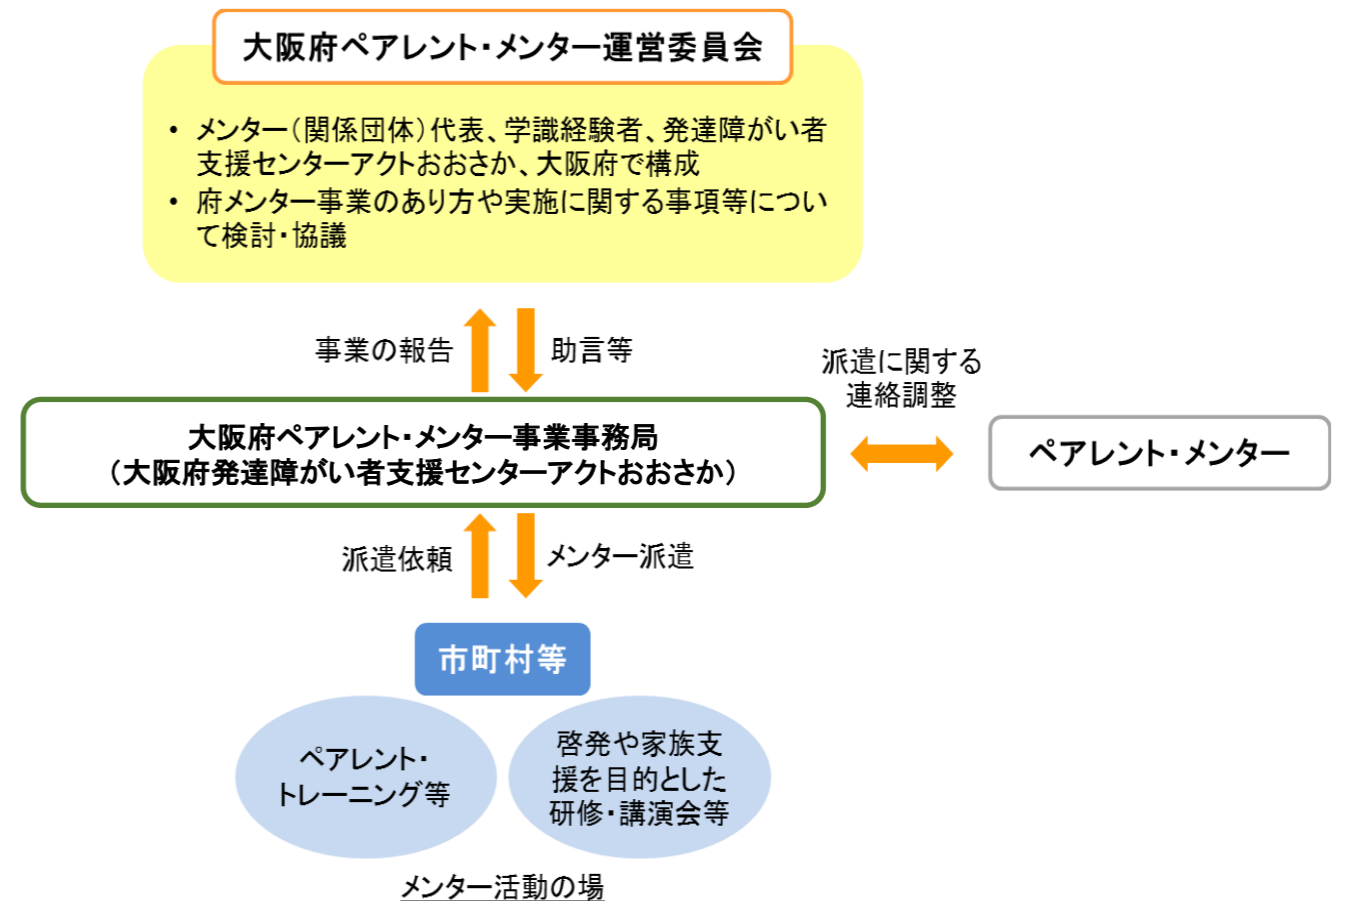 大阪府ペアレント・メンター運営委員会
• メンター（関係団体）代表、学識経験者、発達障がい者
支援センターアクトおおさか、大阪府で構成
• 府メンター事業のあり方や実施に関する事項等につい
て検討・協議
事業の報告
助言等
派遣に関する
連絡調整
大阪府ペアレント・メンター事業事務局
（大阪府発達障がい者支援センターアクトおおさか）
ペアレント・メンター
派遣依頼
メンター派遣
市町村等
ペアレント・
トレーニング等
啓発や家族支
援を目的とした
研修・講演会等
メンター活動の場